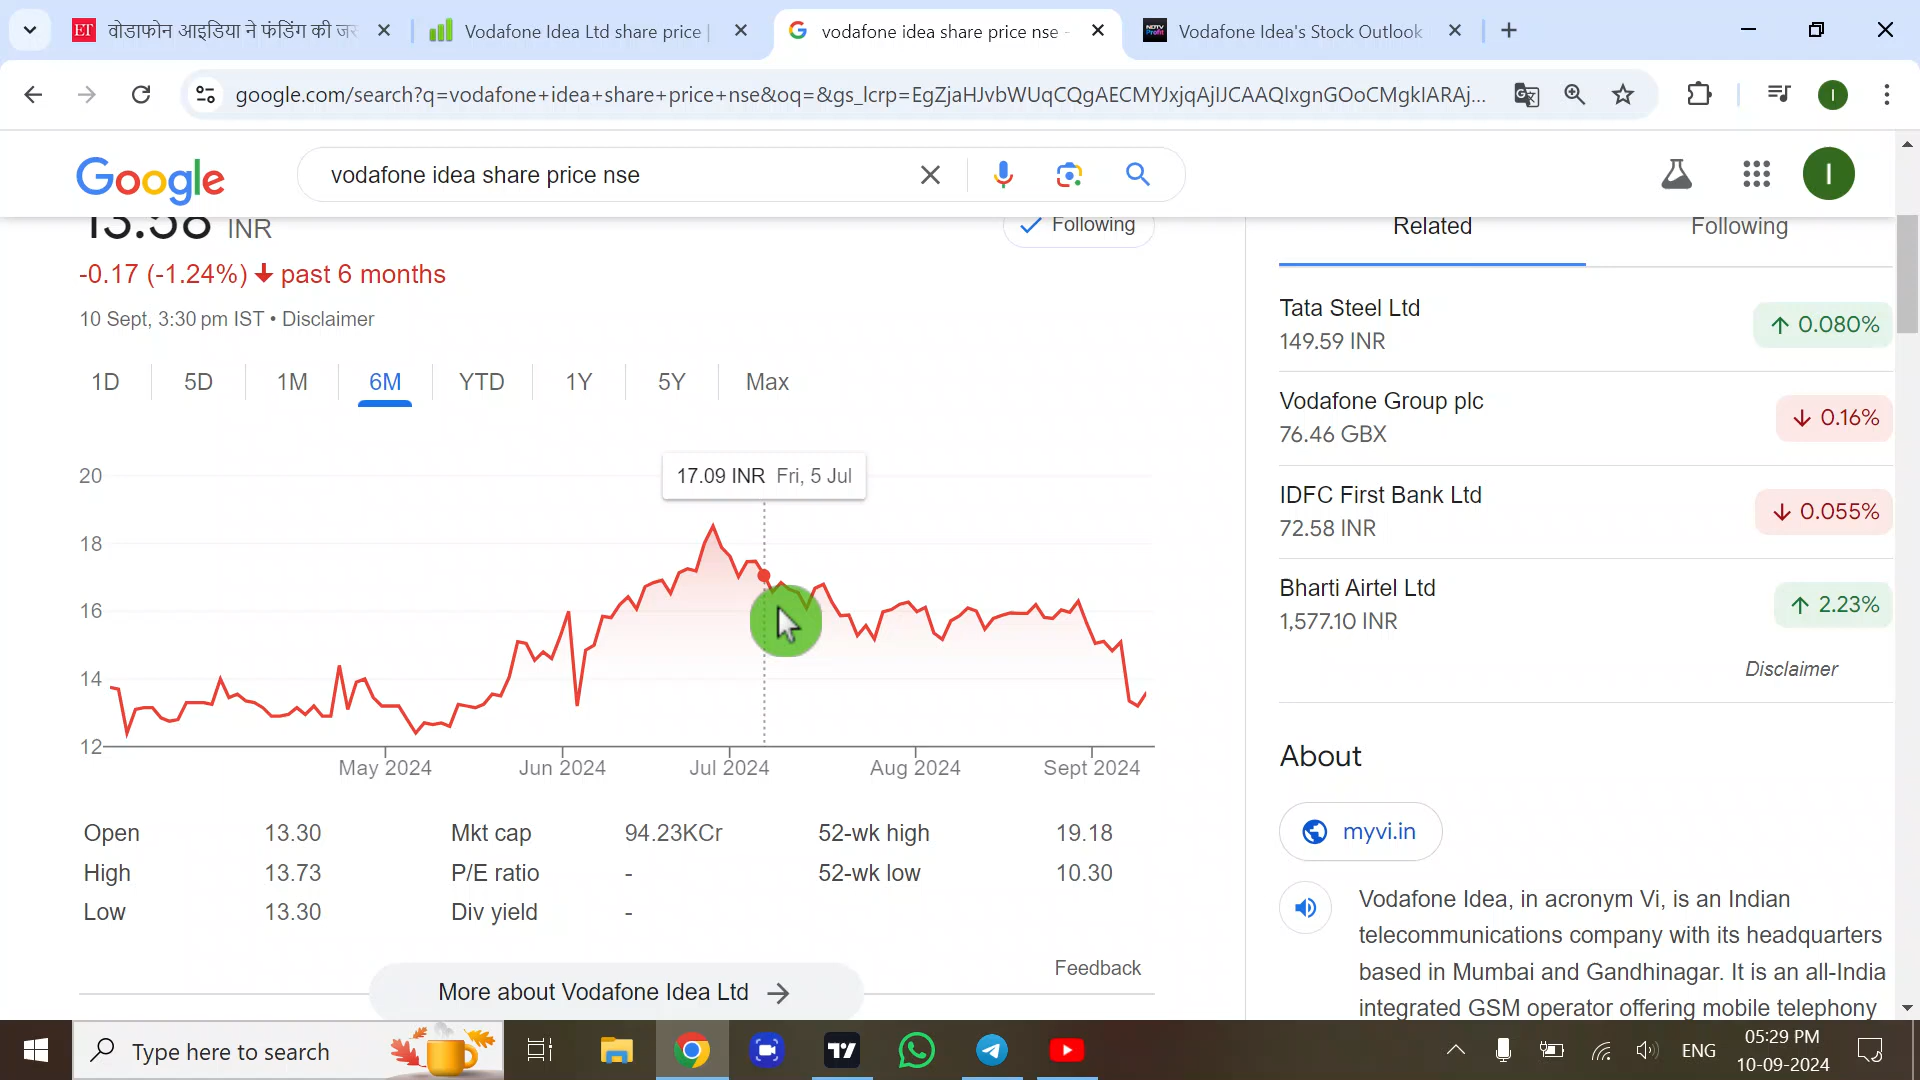 ET वोडाफोन आइडिया ने फंडिंग की जर
Vodafone Idea Ltd share price |
vodafone idea share price nse -
NDTV Profit Vodafone Idea's Stock Outlook
google.com/search?q=vodafone+idea+share+price+nse&oq=&gs_lcrp=EgZjaHJvbWUqCQgAECMYJxjqAjIJCAAQIxgnGOoCMgkIARAj...
I
Google
vodafone idea share price nse
I
13.58 INR
Following
-0.17 (-1.24%) past 6 months
10 Sept, 3:30 pm IST • Disclaimer
1D 5D 1M 6M YTD 1Y 5Y Max
17.09 INR Fri, 5 Jul
20
18
16
14
12
May 2024 Jun 2024 Jul 2024 Aug 2024 Sept 2024
Open 13.30 Mkt cap 94.23KCr 52-wk high 19.18
High 13.73 P/E ratio - 52-wk low 10.30
Low 13.30 Div yield -
Feedback
More about Vodafone Idea Ltd →
Related Following
Tata Steel Ltd
149.59 INR
↑ 0.080%
Vodafone Group plc
76.46 GBX
↓ 0.16%
IDFC First Bank Ltd
72.58 INR
↓ 0.055%
Bharti Airtel Ltd
1,577.10 INR
↑ 2.23%
Disclaimer
About
myvi.in
Vodafone Idea, in acronym Vi, is an Indian
telecommunications company with its headquarters
based in Mumbai and Gandhinagar. It is an all-India
integrated GSM operator offering mobile telephony
Type here to search
ENG
05:29 PM
10-09-2024